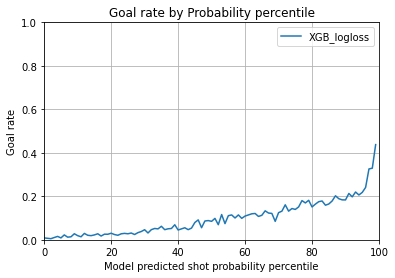 Goal rate by Probability percentile
XGB_logloss
Goal rate
1.0
0.8
0.6
0.4
0.2
0.0
0 20 40 60 80 100
Model predicted shot probability percentile